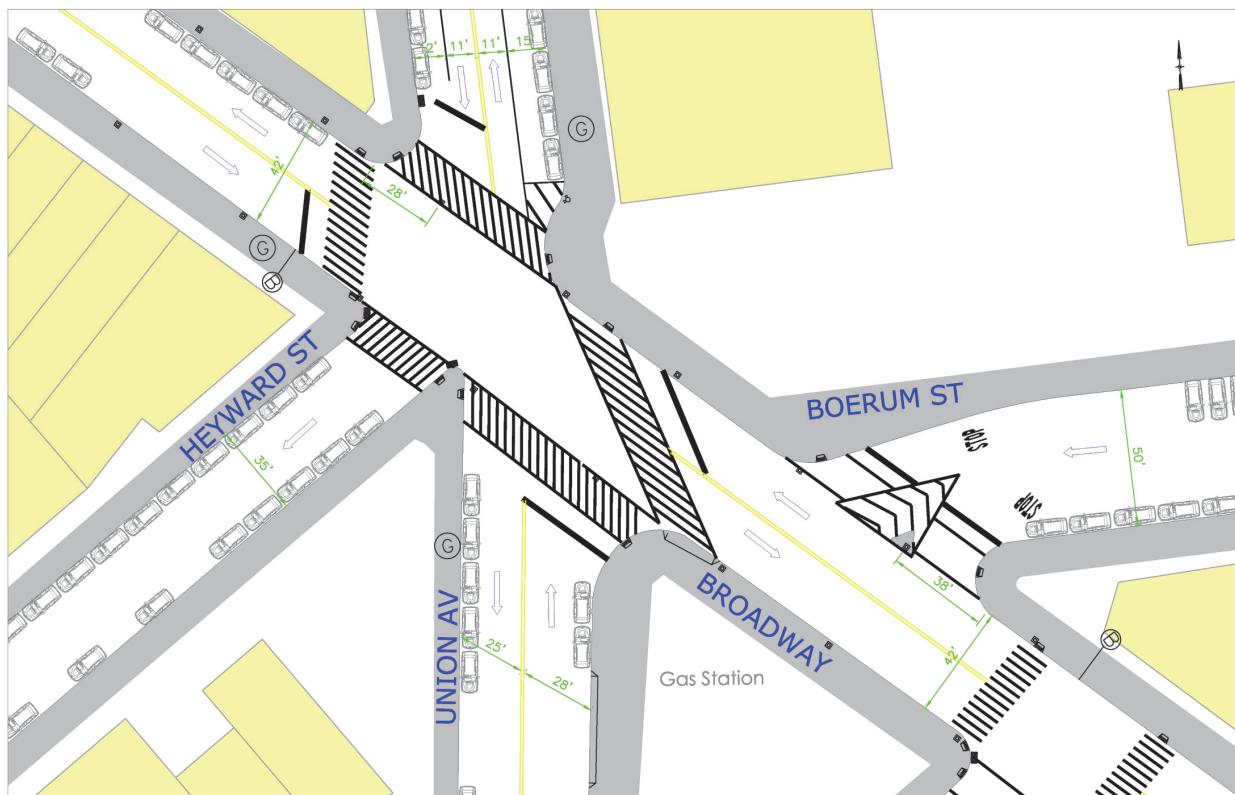 12'
11'
11'
15'
G
42'
28'
G
B
HEYWARD ST
35'
BOERUM ST
STOP
50'
STOP
G
UNION AV
25'
28'
BROADWAY
Gas Station
38'
42'
B